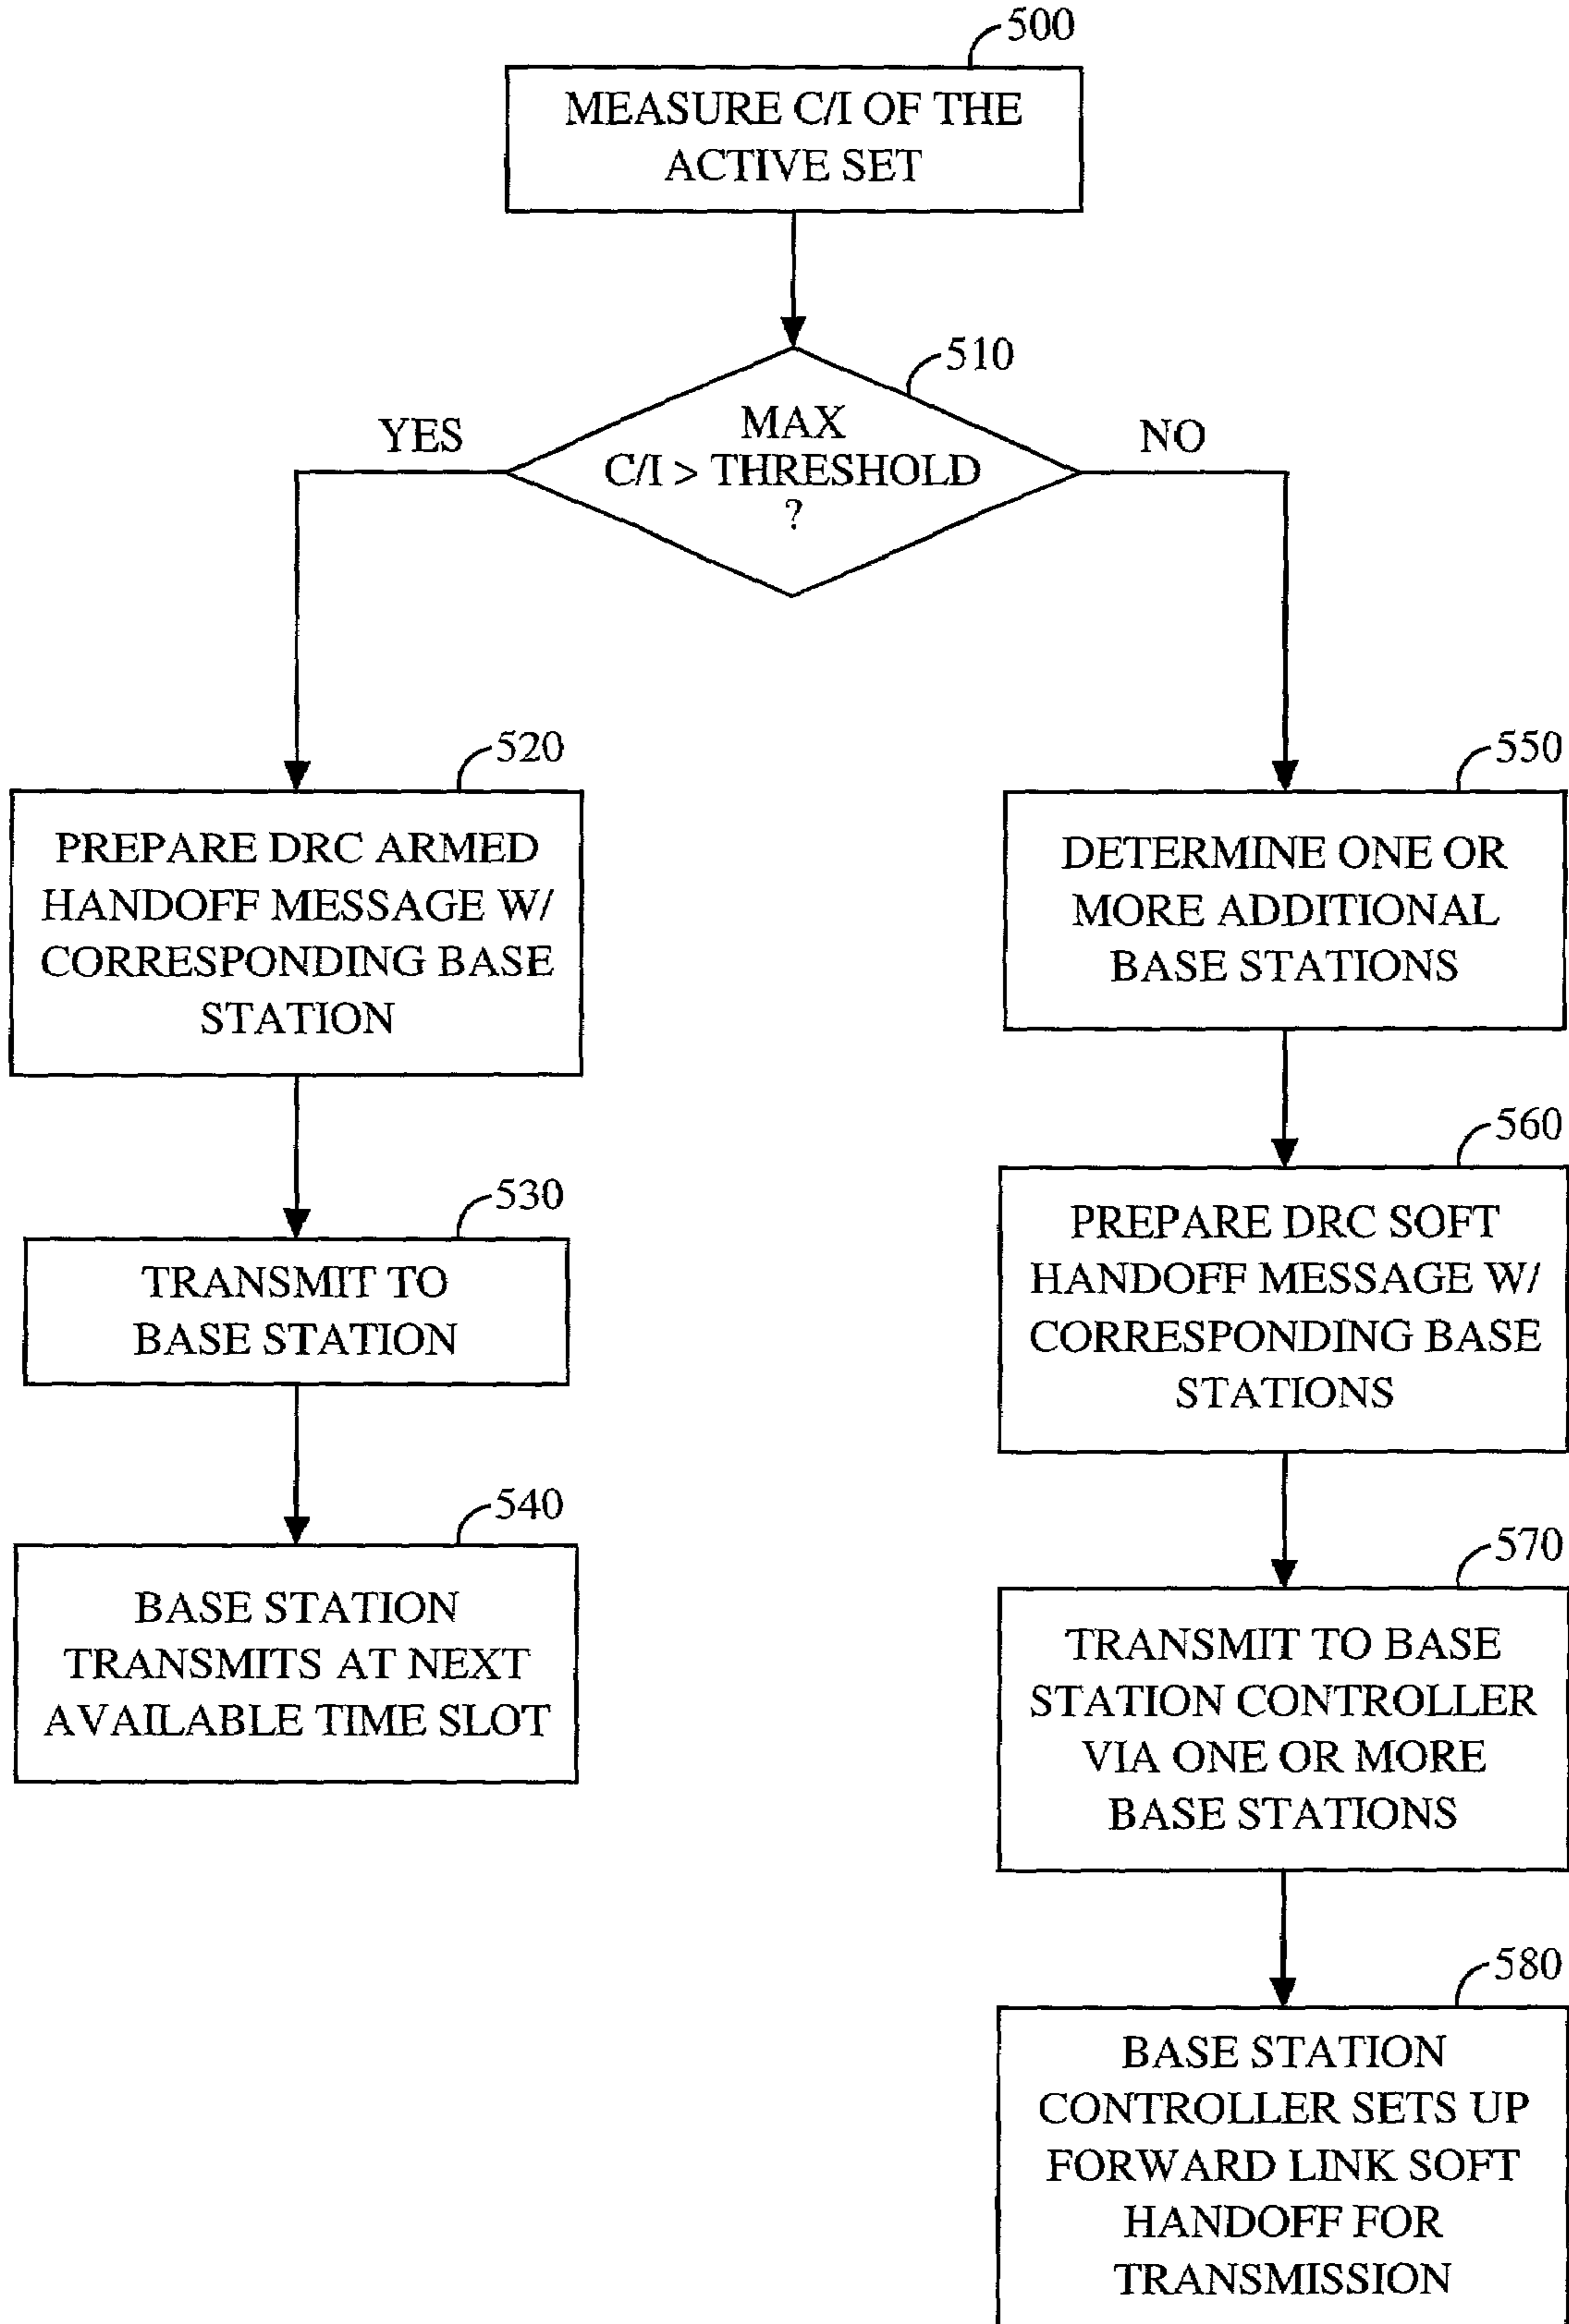 500
MEASURE C/I OF THE
ACTIVE SET
510
YES
MAX
C/I > THRESHOLD
?
NO
520
PREPARE DRC ARMED
HANDOFF MESSAGE W/
CORRESPONDING BASE
STATION
530
TRANSMIT TO
BASE STATION
540
BASE STATION
TRANSMITS AT NEXT
AVAILABLE TIME SLOT
550
DETERMINE ONE OR
MORE ADDITIONAL
BASE STATIONS
560
PREPARE DRC SOFT
HANDOFF MESSAGE W/
CORRESPONDING BASE
STATIONS
570
TRANSMIT TO BASE
STATION CONTROLLER
VIA ONE OR MORE
BASE STATIONS
580
BASE STATION
CONTROLLER SETS UP
FORWARD LINK SOFT
HANDOFF FOR
TRANSMISSION